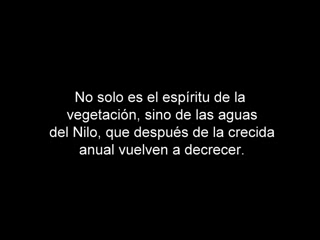 No solo es el espíritu de la
vegetación, sino de las aguas
del Nilo, que después de la crecida
anual vuelven a decrecer.